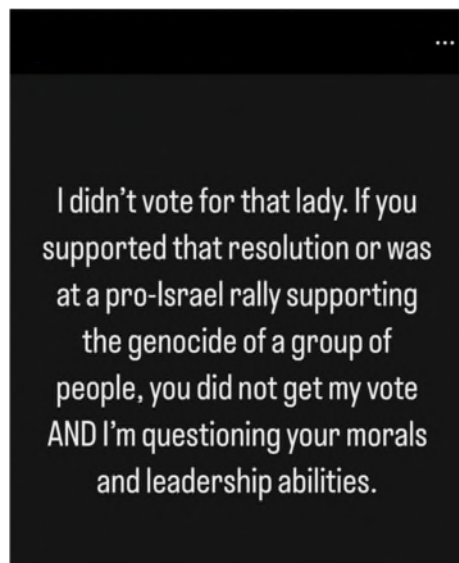 I didn’t vote for that lady. If you
supported that resolution or was
at a pro-Israel rally supporting
the genocide of a group of
people, you did not get my vote
AND I’m questioning your morals
and leadership abilities.